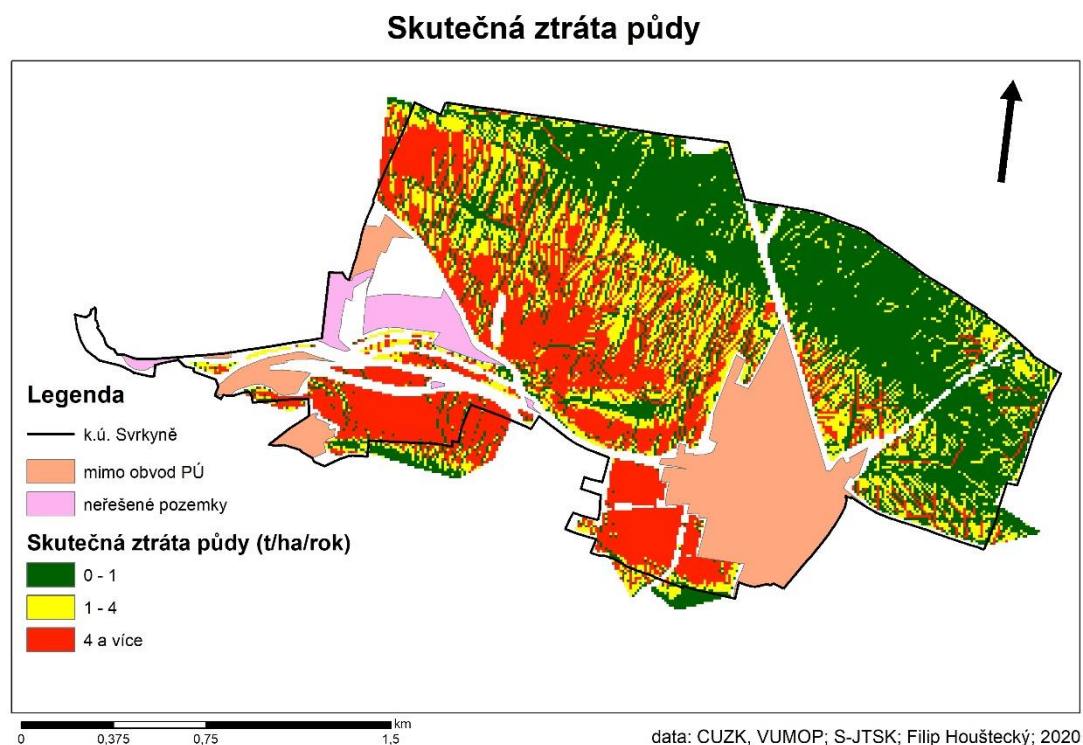 Skutečná ztráta půdy
Legenda
k.ú. Svrkyně
mimo obvod PÚ
neřešené pozemky
Skutečná ztráta půdy (t/ha/rok)
0 - 1
1 - 4
4 a více
km
0 0,375 0,75 1,5
data: CUZK, VUMOP; S-JTSK; Filip Houštecký; 2020